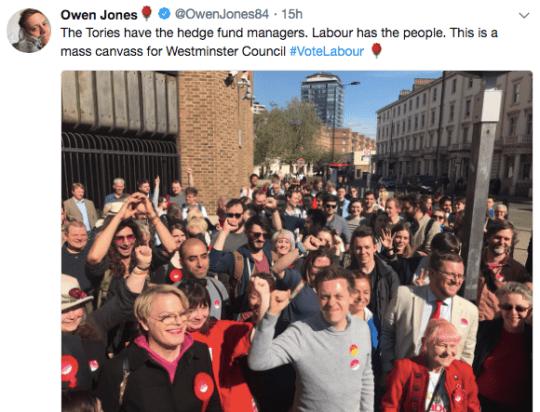 Owen Jones🌹 @OwenJones84 · 15h
The Tories have the hedge fund managers. Labour has the people. This is a
mass canvass for Westminster Council #VoteLabour 🌹